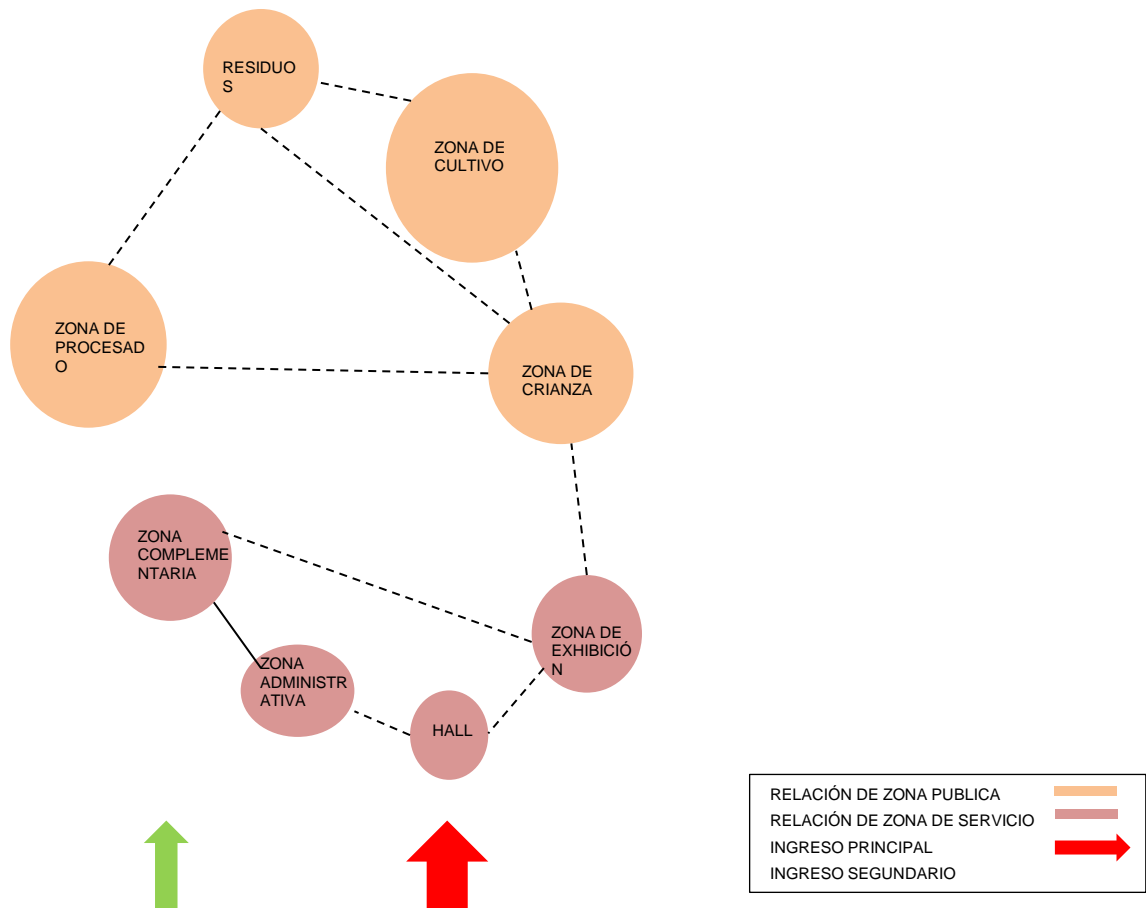 RESIDUO
S
ZONA DE
CULTIVO
ZONA DE
PROCESAD
O
ZONA DE
CRIANZA
ZONA
COMPLEME
NTARIA
ZONA DE
EXHIBICIÓ
N
ZONA
ADMINISTR
ATIVA
HALL
RELACIÓN DE ZONA PUBLICA
RELACIÓN DE ZONA DE SERVICIO
INGRESO PRINCIPAL
INGRESO SEGUNDARIO